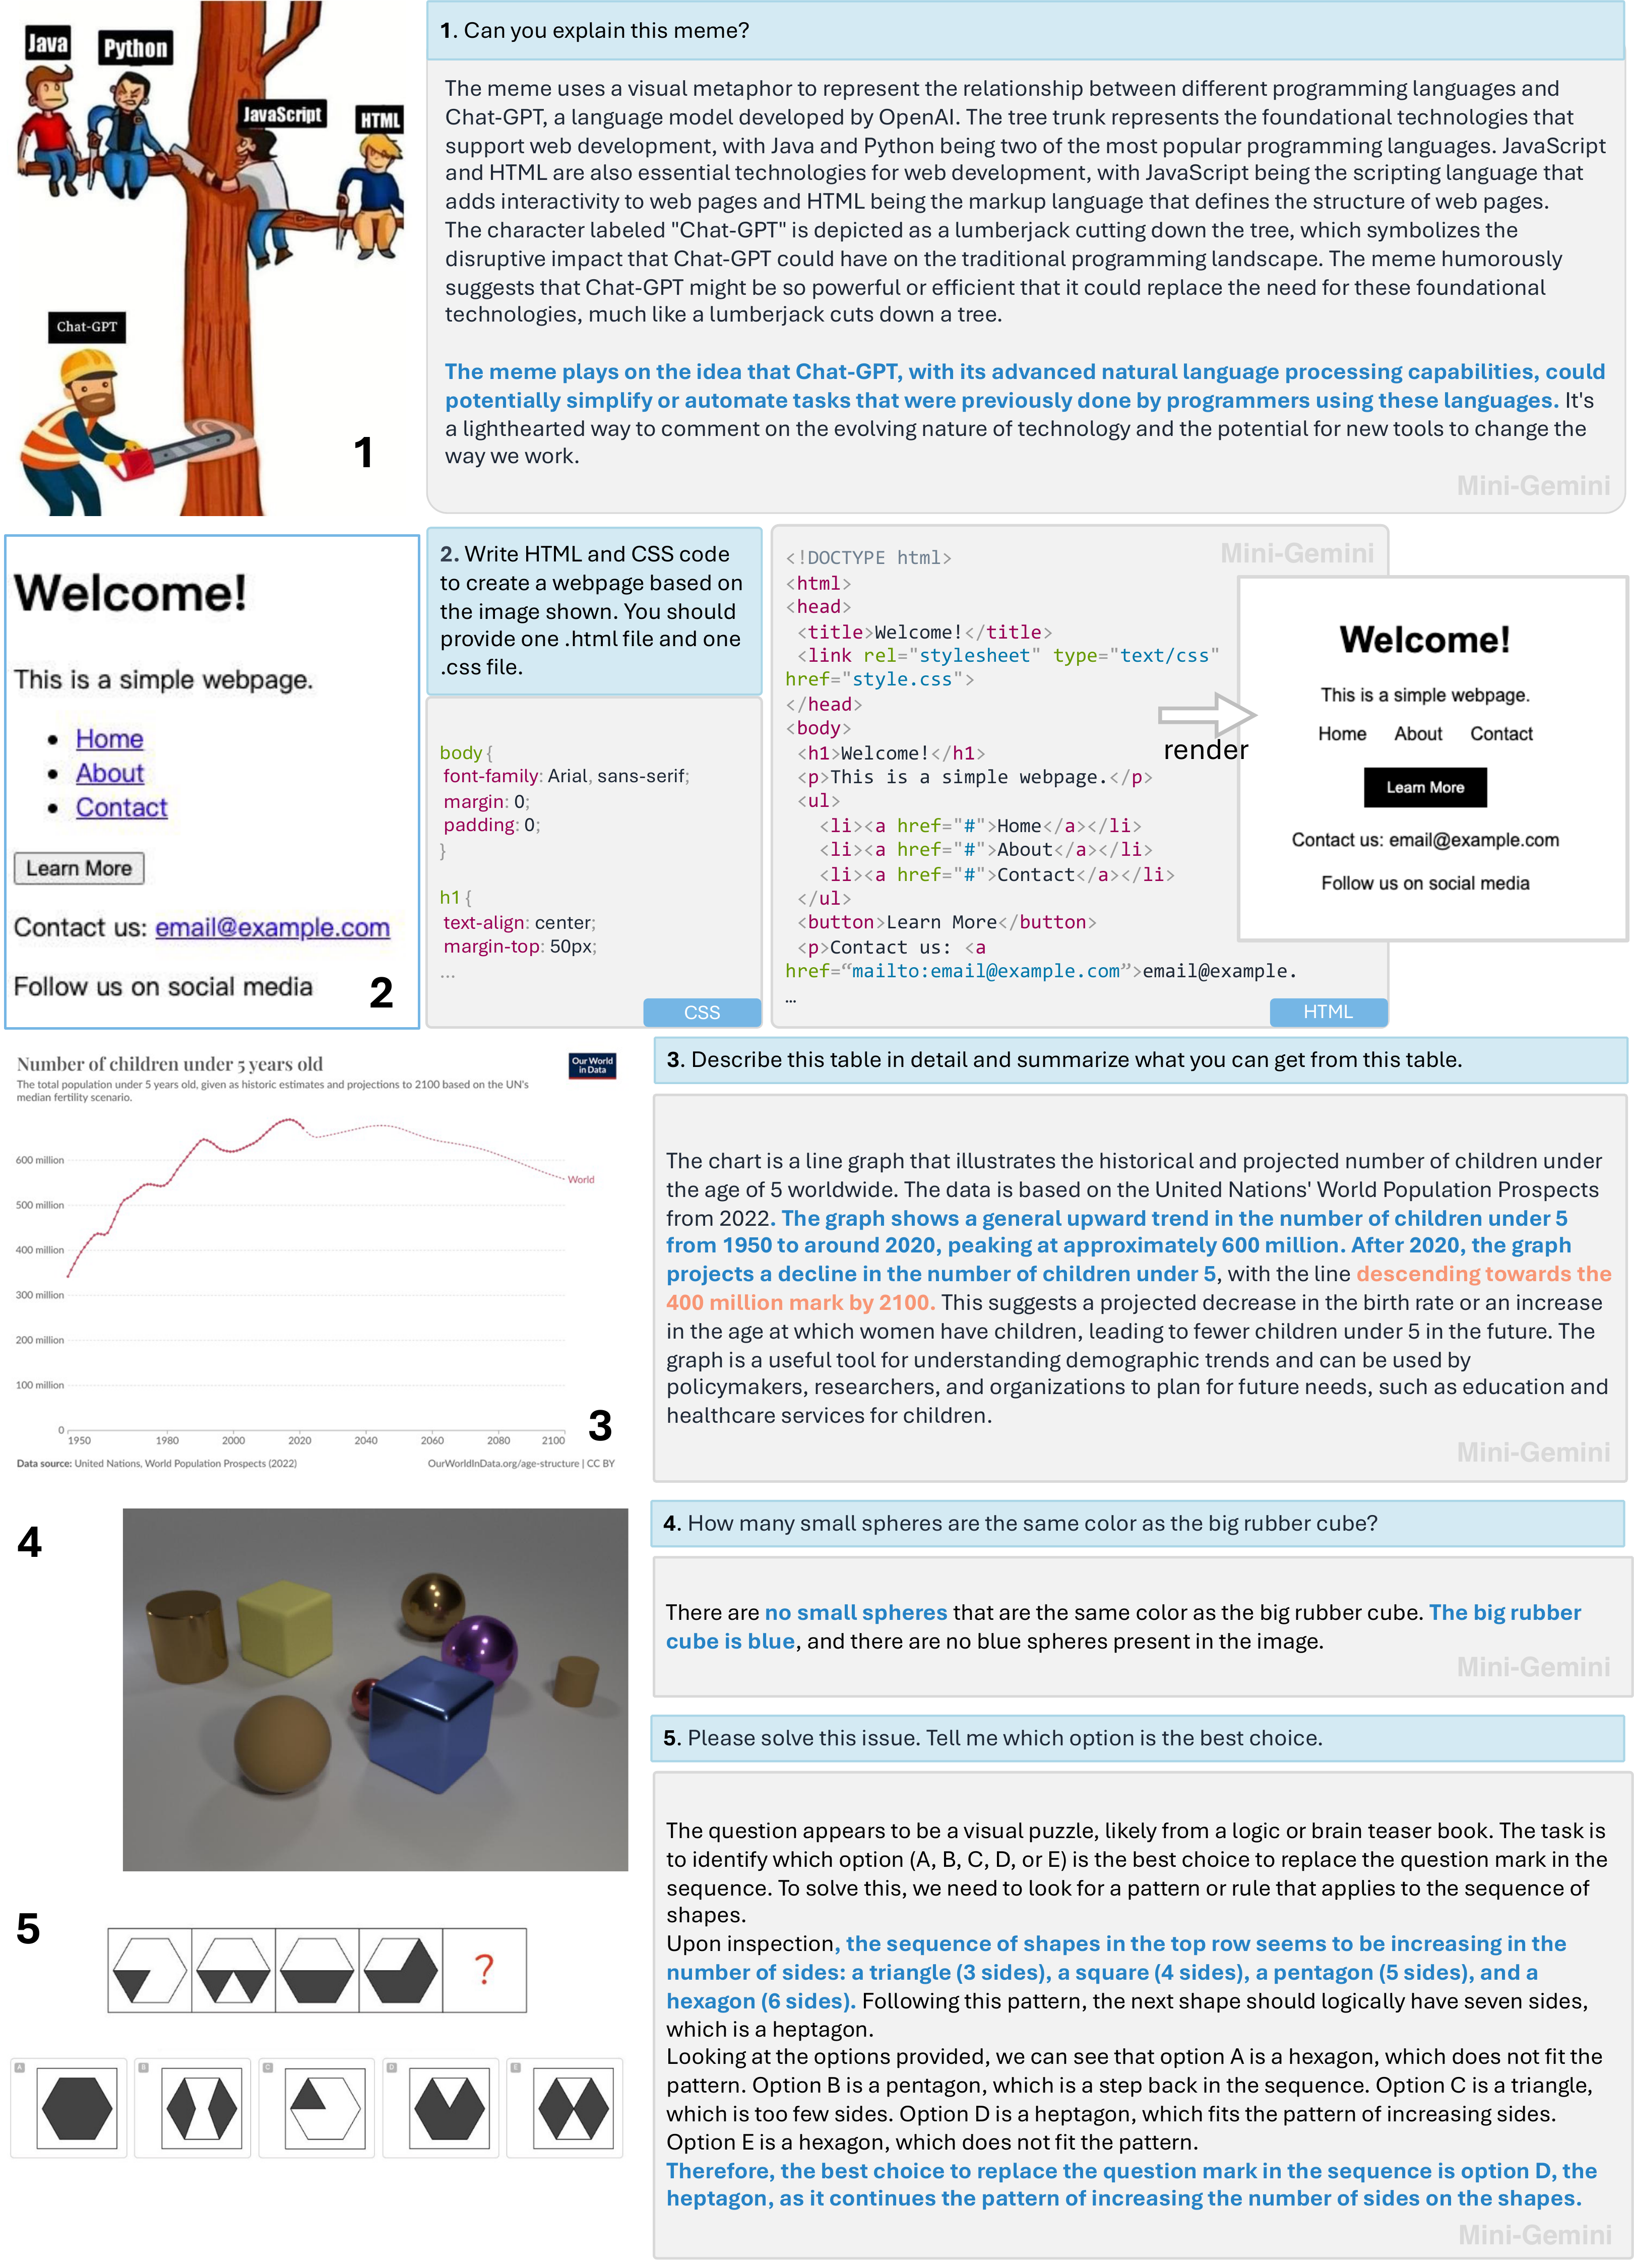 Java
Python
JavaScript
HTML
Chat-GPT
1
1. Can you explain this meme?
The meme uses a visual metaphor to represent the relationship between different programming languages and
Chat-GPT, a language model developed by OpenAI. The tree trunk represents the foundational technologies that
support web development, with Java and Python being two of the most popular programming languages. JavaScript
and HTML are also essential technologies for web development, with JavaScript being the scripting language that
adds interactivity to web pages and HTML being the markup language that defines the structure of web pages.
The character labeled "Chat-GPT" is depicted as a lumberjack cutting down the tree, which symbolizes the
disruptive impact that Chat-GPT could have on the traditional programming landscape. The meme humorously
suggests that Chat-GPT might be so powerful or efficient that it could replace the need for these foundational
technologies, much like a lumberjack cuts down a tree.
The meme plays on the idea that Chat-GPT, with its advanced natural language processing capabilities, could
potentially simplify or automate tasks that were previously done by programmers using these languages. It's
a lighthearted way to comment on the evolving nature of technology and the potential for new tools to change the
way we work.
Mini-Gemini
Welcome!
This is a simple webpage.
• Home
• About
• Contact
Learn More
Contact us: email@example.com
Follow us on social media
2
2. Write HTML and CSS code
to create a webpage based on
the image shown. You should
provide one .html file and one
.css file.
body {
font-family: Arial, sans-serif;
margin: 0;
padding: 0;
}
h1 {
text-align: center;
margin-top: 50px;
...
CSS
Mini-Gemini
<!DOCTYPE html>
<html>
<head>
<title>Welcome!</title>
<link rel="stylesheet" type="text/css"
href="style.css">
</head>
<body>
<h1>Welcome!</h1>
<p>This is a simple webpage.</p>
<ul>
<li><a href="#">Home</a></li>
<li><a href="#">About</a></li>
<li><a href="#">Contact</a></li>
</ul>
<button>Learn More</button>
<p>Contact us: <a
href=“mailto:email@example.com”>email@example.
...
HTML
render
Welcome!
This is a simple webpage.
Home About Contact
Learn More
Contact us: email@example.com
Follow us on social media
Number of children under 5 years old
The total population under 5 years old, given as historic estimates and projections to 2100 based on the UN's
median fertility scenario.
Our World
in Data
600 million
500 million
400 million
300 million
200 million
100 million
0
World
1950 1980 2000 2020 2040 2060 2080 2100
3
Data source: United Nations, World Population Prospects (2022)
OurWorldInData.org/age-structure | CC BY
3. Describe this table in detail and summarize what you can get from this table.
The chart is a line graph that illustrates the historical and projected number of children under
the age of 5 worldwide. The data is based on the United Nations' World Population Prospects
from 2022. The graph shows a general upward trend in the number of children under 5
from 1950 to around 2020, peaking at approximately 600 million. After 2020, the graph
projects a decline in the number of children under 5, with the line descending towards the
400 million mark by 2100. This suggests a projected decrease in the birth rate or an increase
in the age at which women have children, leading to fewer children under 5 in the future. The
graph is a useful tool for understanding demographic trends and can be used by
policymakers, researchers, and organizations to plan for future needs, such as education and
healthcare services for children.
Mini-Gemini
4
4. How many small spheres are the same color as the big rubber cube?
There are no small spheres that are the same color as the big rubber cube. The big rubber
cube is blue, and there are no blue spheres present in the image.
Mini-Gemini
5
?
A
B
C
D
E
5. Please solve this issue. Tell me which option is the best choice.
The question appears to be a visual puzzle, likely from a logic or brain teaser book. The task is
to identify which option (A, B, C, D, or E) is the best choice to replace the question mark in the
sequence. To solve this, we need to look for a pattern or rule that applies to the sequence of
shapes.
Upon inspection, the sequence of shapes in the top row seems to be increasing in the
number of sides: a triangle (3 sides), a square (4 sides), a pentagon (5 sides), and a
hexagon (6 sides). Following this pattern, the next shape should logically have seven sides,
which is a heptagon.
Looking at the options provided, we can see that option A is a hexagon, which does not fit the
pattern. Option B is a pentagon, which is a step back in the sequence. Option C is a triangle,
which is too few sides. Option D is a heptagon, which fits the pattern of increasing sides.
Option E is a hexagon, which does not fit the pattern.
Therefore, the best choice to replace the question mark in the sequence is option D, the
heptagon, as it continues the pattern of increasing the number of sides on the shapes.
Mini-Gemini